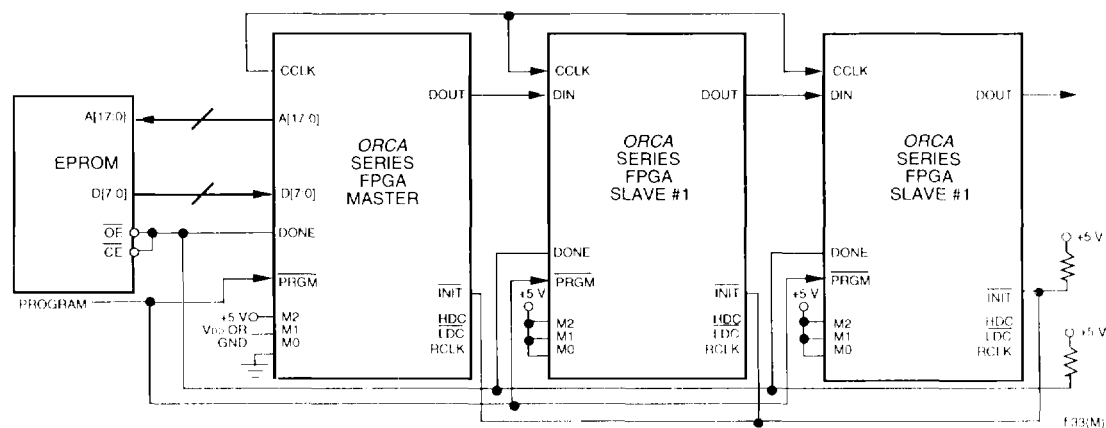 CCLK
DOUT
A[17:0]
A[17:0]
EPROM
D[7:0]
D[7:0]
OE
CE
DONE
PRGM
PROGRAM
+5 V
M2
VDD OR
GND
M1
M0
ORCA
SERIES
FPGA
MASTER
INIT
HDC
LDC
RCLK
CCLK
DIN
DOUT
ORCA
SERIES
FPGA
SLAVE #1
DONE
PRGM
+5 V
M2
M1
M0
INIT
HDC
LDC
RCLK
CCLK
DIN
DOUT
ORCA
SERIES
FPGA
SLAVE #1
DONE
PRGM
+5 V
M2
M1
M0
INIT
HDC
LDC
RCLK
+5 V
+5 V
f.33(M)